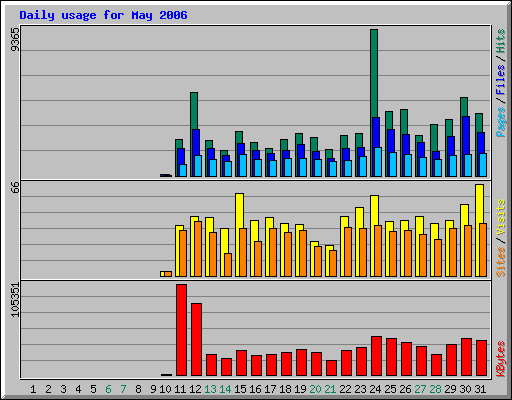 Daily usage for May 2006
9365
Pages / Files / Hits
66
Sites / Visits
105351
KBytes
1 2 3 4 5 6 7 8 9 10 11 12 13 14 15 16 17 18 19 20 21 22 23 24 25 26 27 28 29 30 31